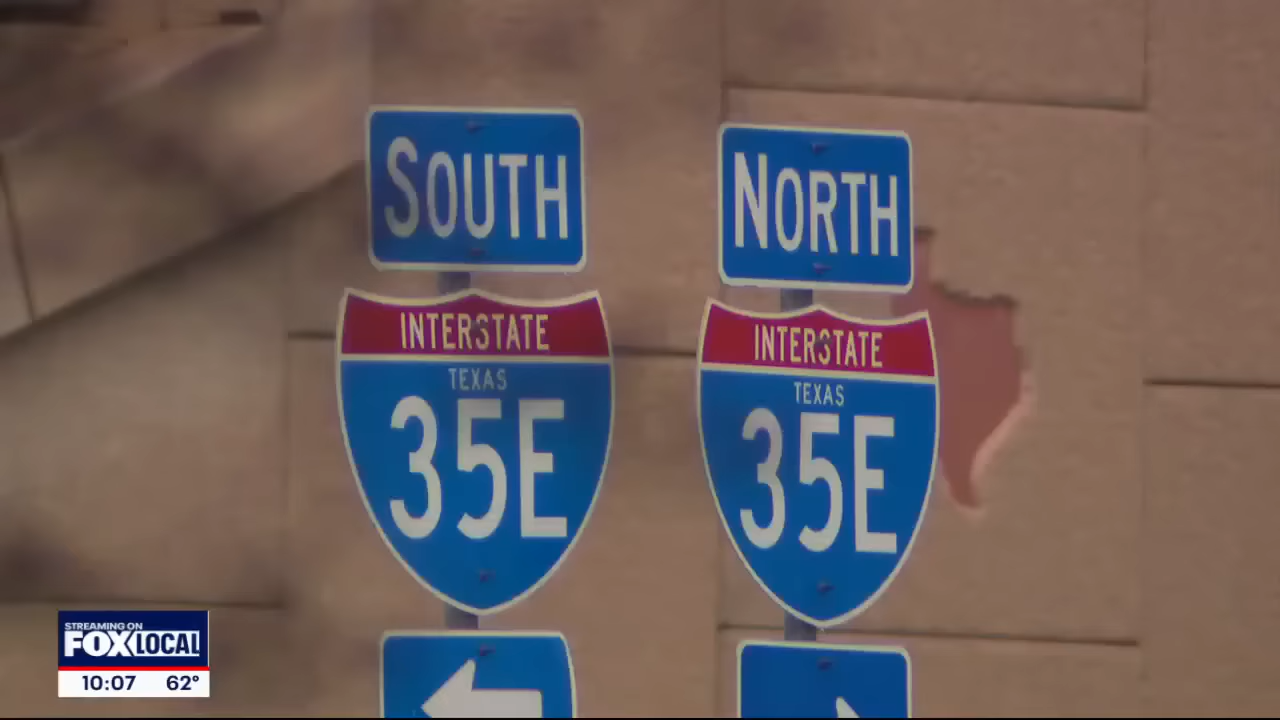 SOUTH
INTERSTATE
TEXAS
35E
NORTH
INTERSTATE
TEXAS
35E
STREAMING ON
FOX LOCAL
10:07 62°